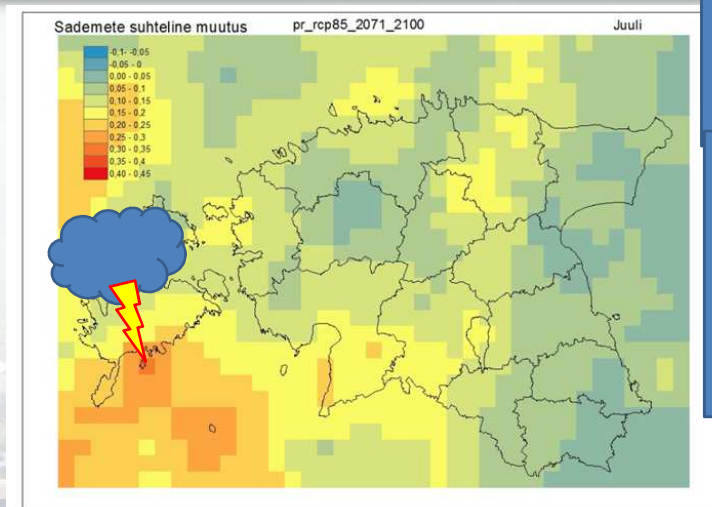 Sademete suhteline muutus pr_rcp85_2071_2100 Juuli
-0,1- -0,05
-0,05 - 0
0,00 - 0,05
0,05 - 0,1
0,10 - 0,15
0,15 - 0,2
0,20 - 0,25
0,25 - 0,3
0,30 - 0,35
0,35 - 0,4
0,40 - 0,45